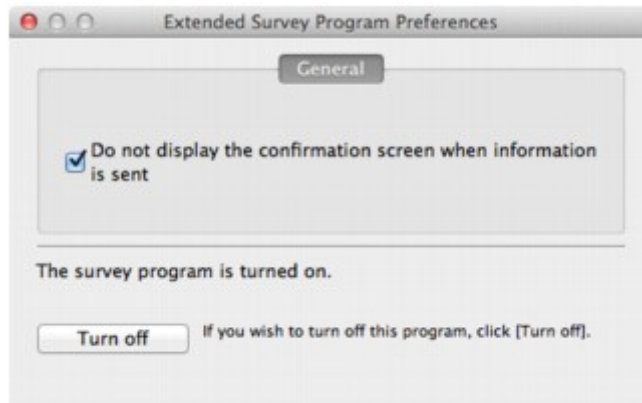 Extended Survey Program Preferences
General
Do not display the confirmation screen when information
is sent
The survey program is turned on.
Turn off
If you wish to turn off this program, click [Turn off].